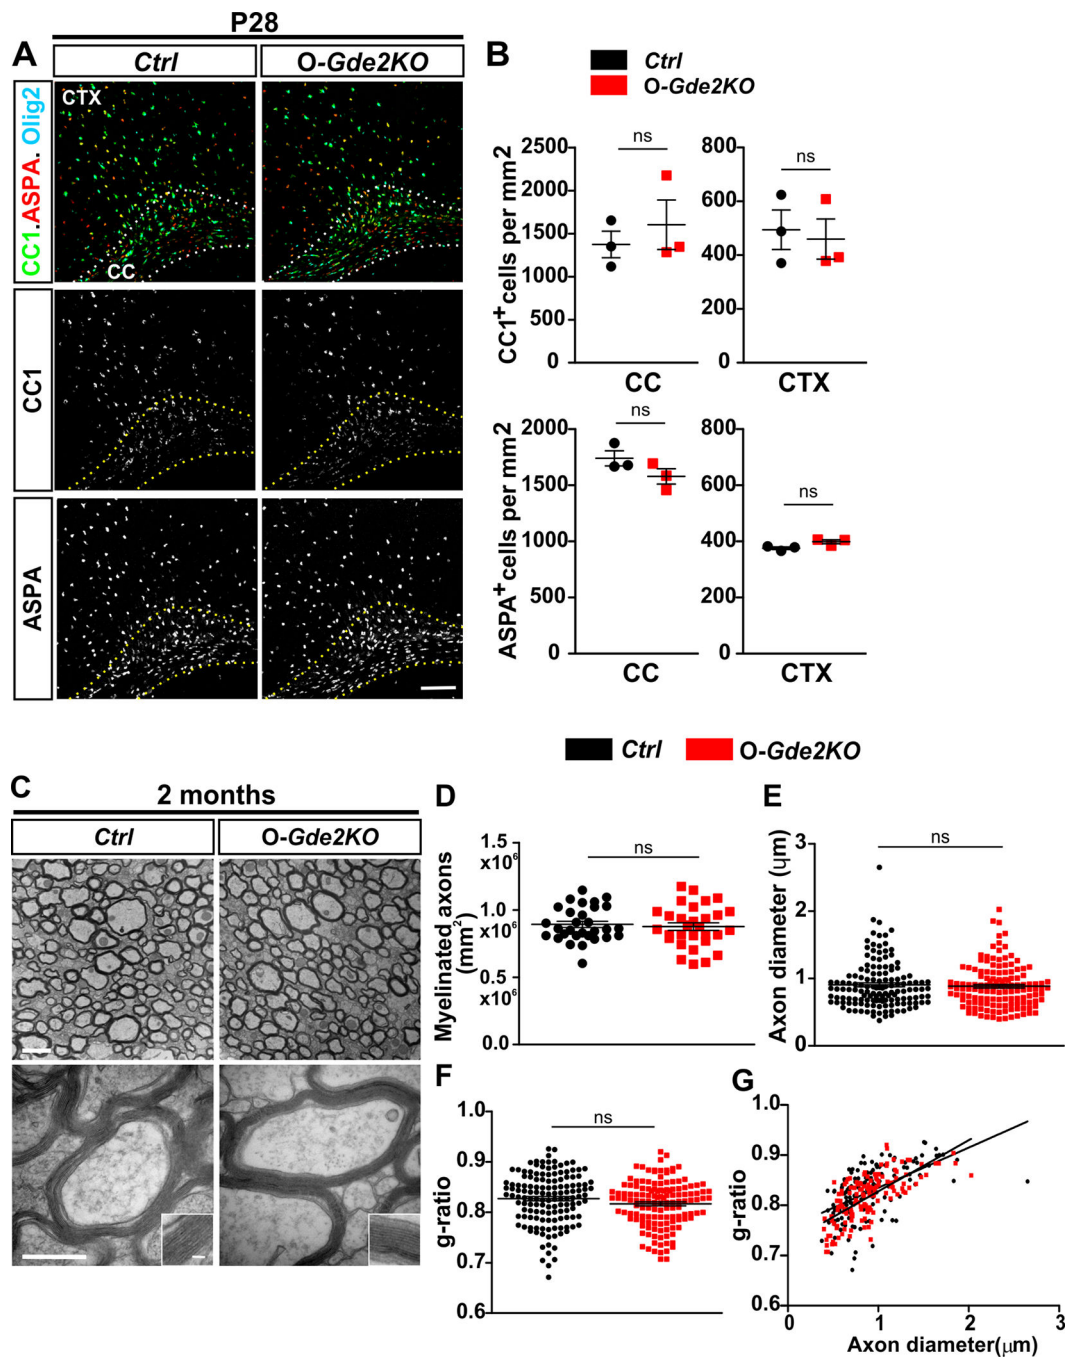 P28
A
Ctrl
O-Gde2KO
CC1.ASPA. Olig2
CTX
CC
CC1
ASPA
B
Ctrl
O-Gde2KO
CC1+cells per mm2
2500
2000
1500
1000
500
0
ns
CC
800
600
400
200
0
ns
CTX
ASPA+cells per mm2
2000
1500
1000
500
0
ns
CC
800
600
400
200
0
ns
CTX
Ctrl
O-Gde2KO
C
2 months
Ctrl
O-Gde2KO
D
Myelinated axons
(mm2)
1.5
x106
1.0
x106
0.5
x106
0.0
ns
E
Axon diameter (μm)
3
2
1
0
ns
F
g-ratio
1.0
0.9
0.8
0.7
0.6
ns
G
g-ratio
1.0
0.9
0.8
0.7
0.6
0
1
2
3
Axon diameter(μm)